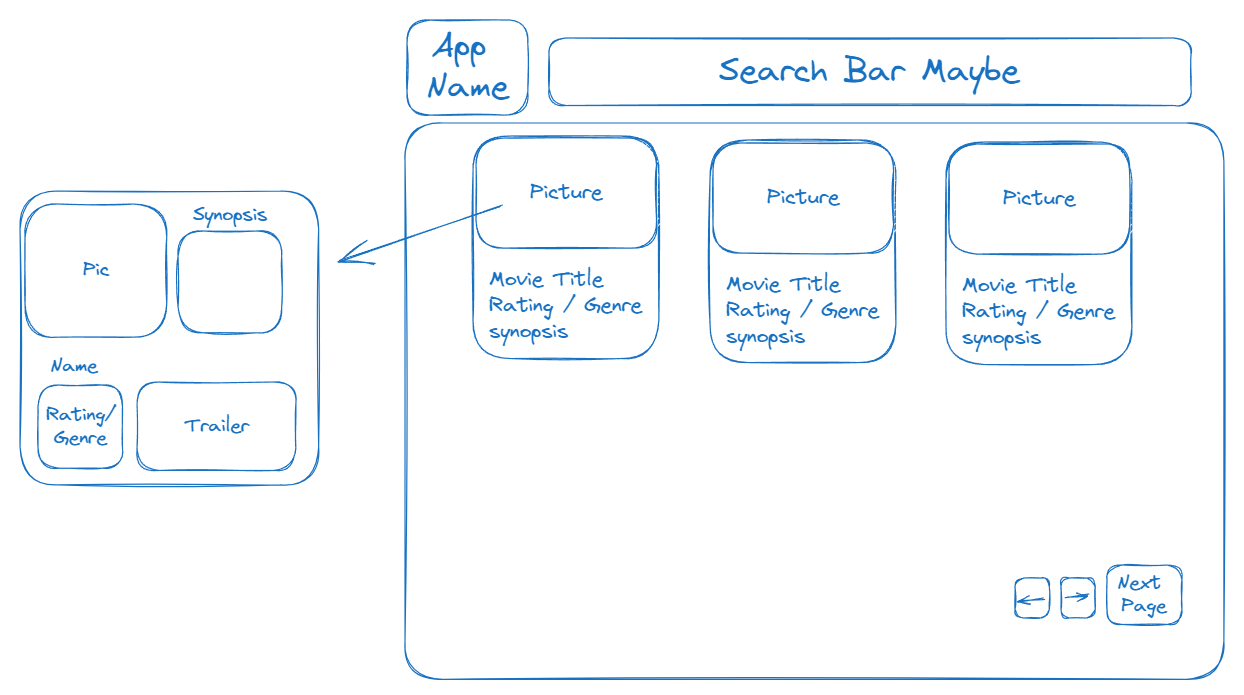 App
Name
Search Bar Maybe
Picture
Movie Title
Rating / Genre
synopsis
Picture
Movie Title
Rating / Genre
synopsis
Picture
Movie Title
Rating / Genre
synopsis
Pic
Synopsis
Name
Rating/
Genre
Trailer
Next
Page